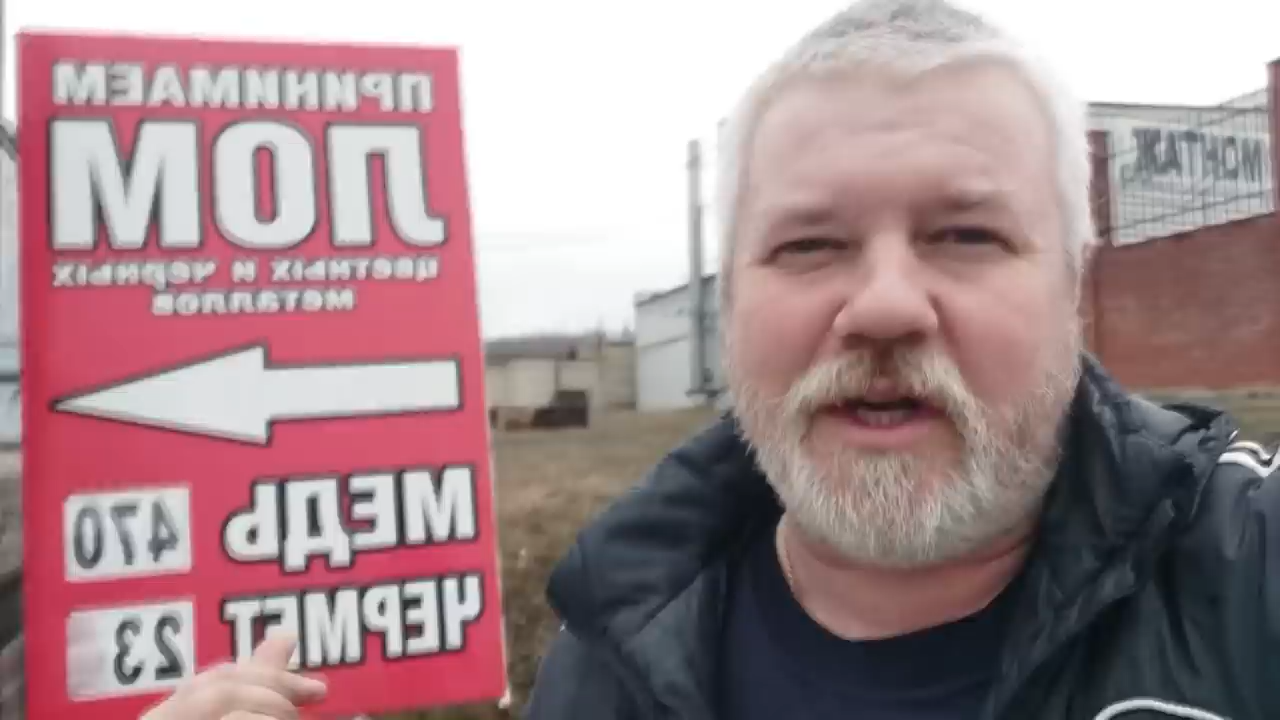 ПРИНИМАЕМ
ЛОМ
цветных и черных
металлов
МЕДЬ 470
ЧЕРМЕТ 23
МОНТАЖ,